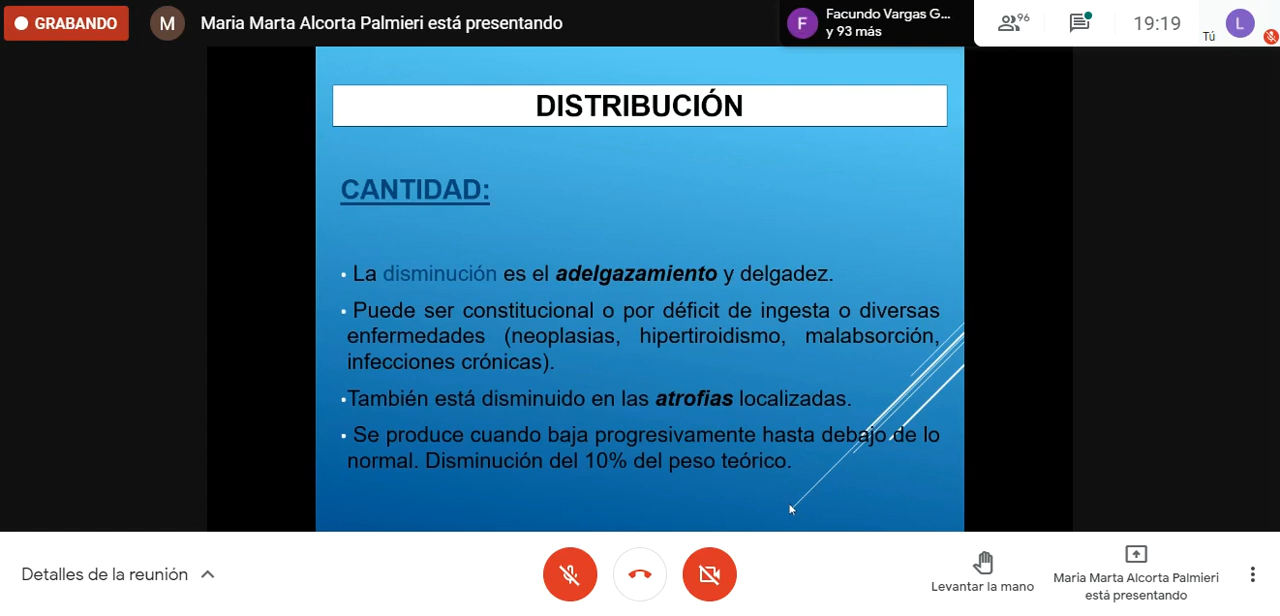 GRABANDO
M
Maria Marta Alcorta Palmieri está presentando
F
Facundo Vargas G...
y 93 más
96
19:19
Tú
L
DISTRIBUCIÓN
CANTIDAD:
• La disminución es el adelgazamiento y delgadez.
• Puede ser constitucional o por déficit de ingesta o diversas
enfermedades (neoplasias, hipertiroidismo, malabsorción,
infecciones crónicas).
•También está disminuido en las atrofias localizadas.
• Se produce cuando baja progresivamente hasta debajo de lo
normal. Disminución del 10% del peso teórico.
Detalles de la reunión
Levantar la mano
Maria Marta Alcorta Palmieri
está presentando